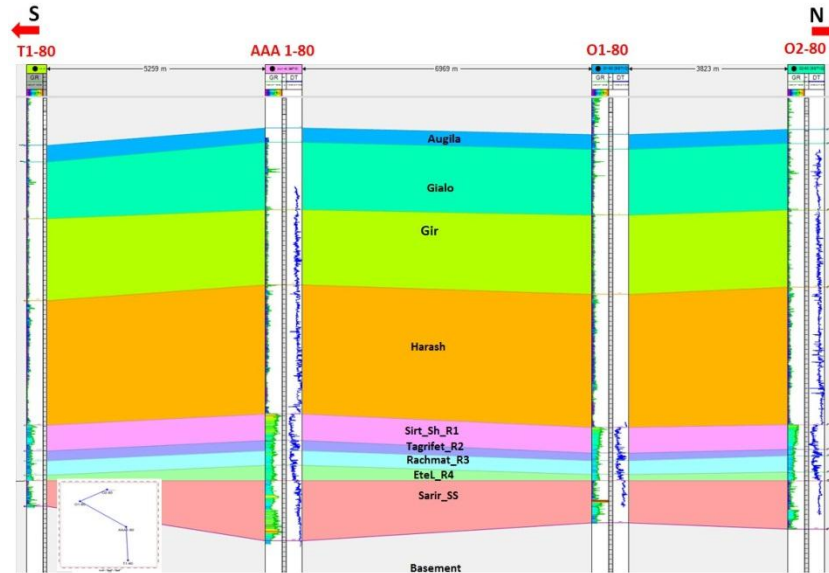 S
N
T1-80
AAA 1-80
O1-80
O2-80
5259 m
6969 m
3823 m
GR
GR DT
GR DT
GR DT
Augila
Gialo
Gir
Harash
Sirt_Sh_R1
Tagrifet_R2
Rachmat_R3
EteL_R4
Sarir_SS
Basement